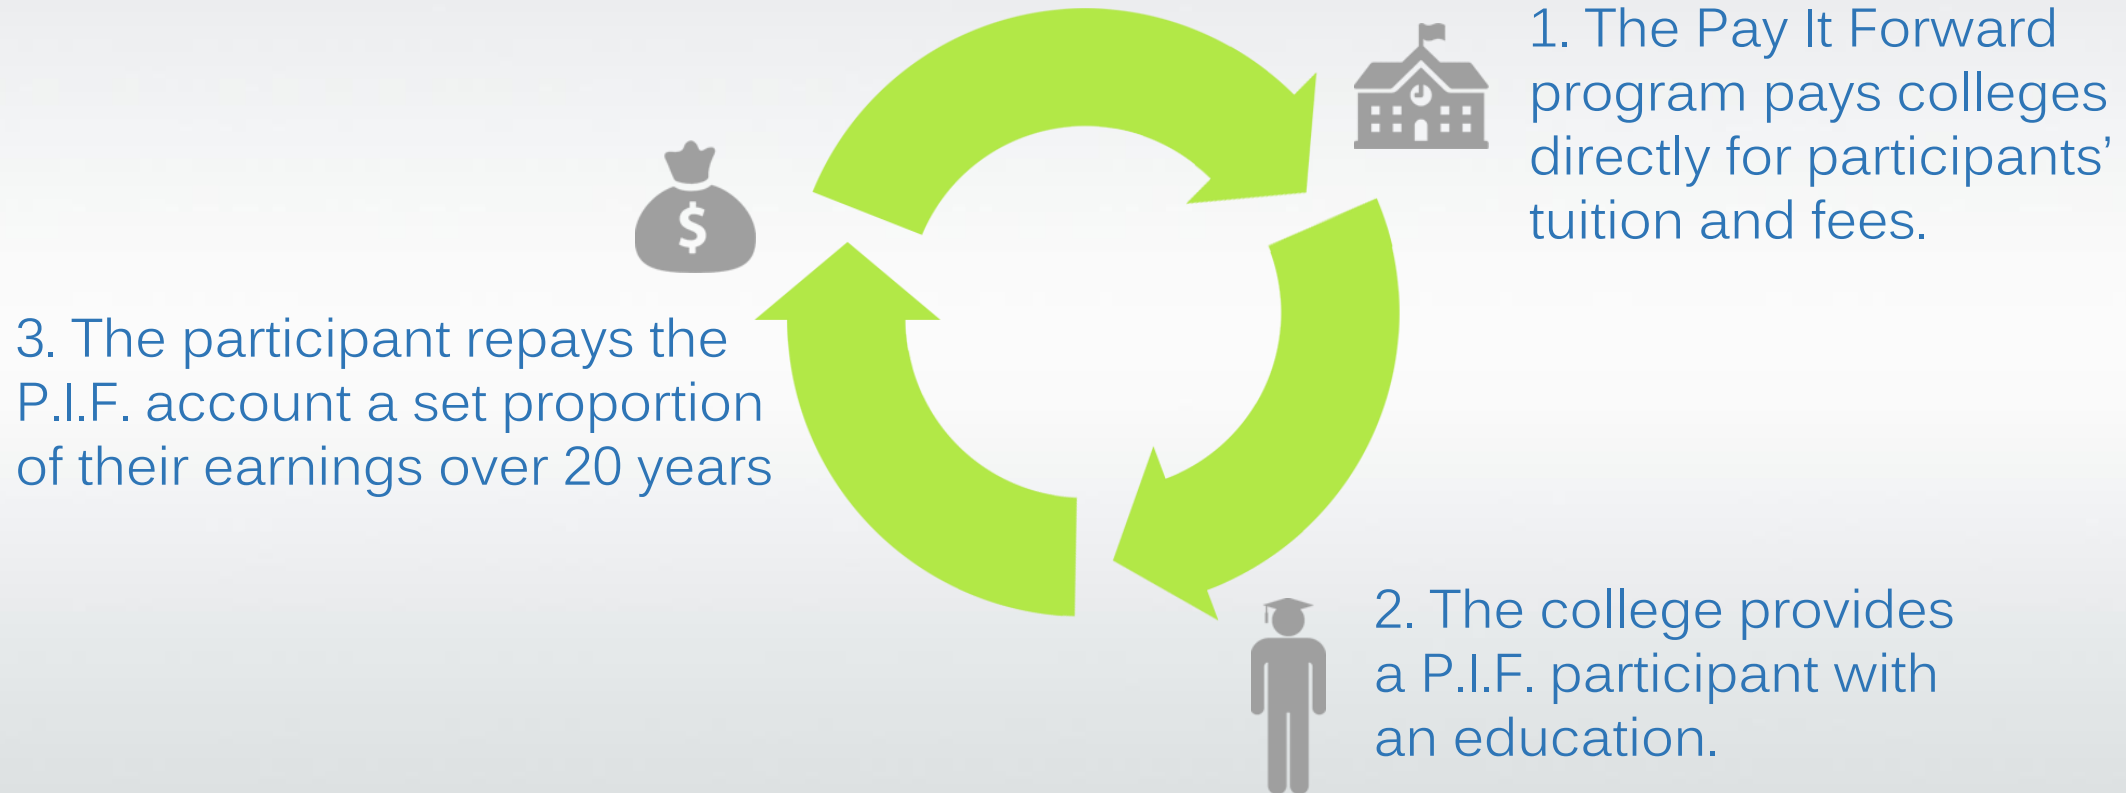 1. The Pay It Forward
program pays colleges
directly for participants’
tuition and fees.
$
2. The college provides
a P.I.F. participant with
an education.
3. The participant repays the
P.I.F. account a set proportion
of their earnings over 20 years